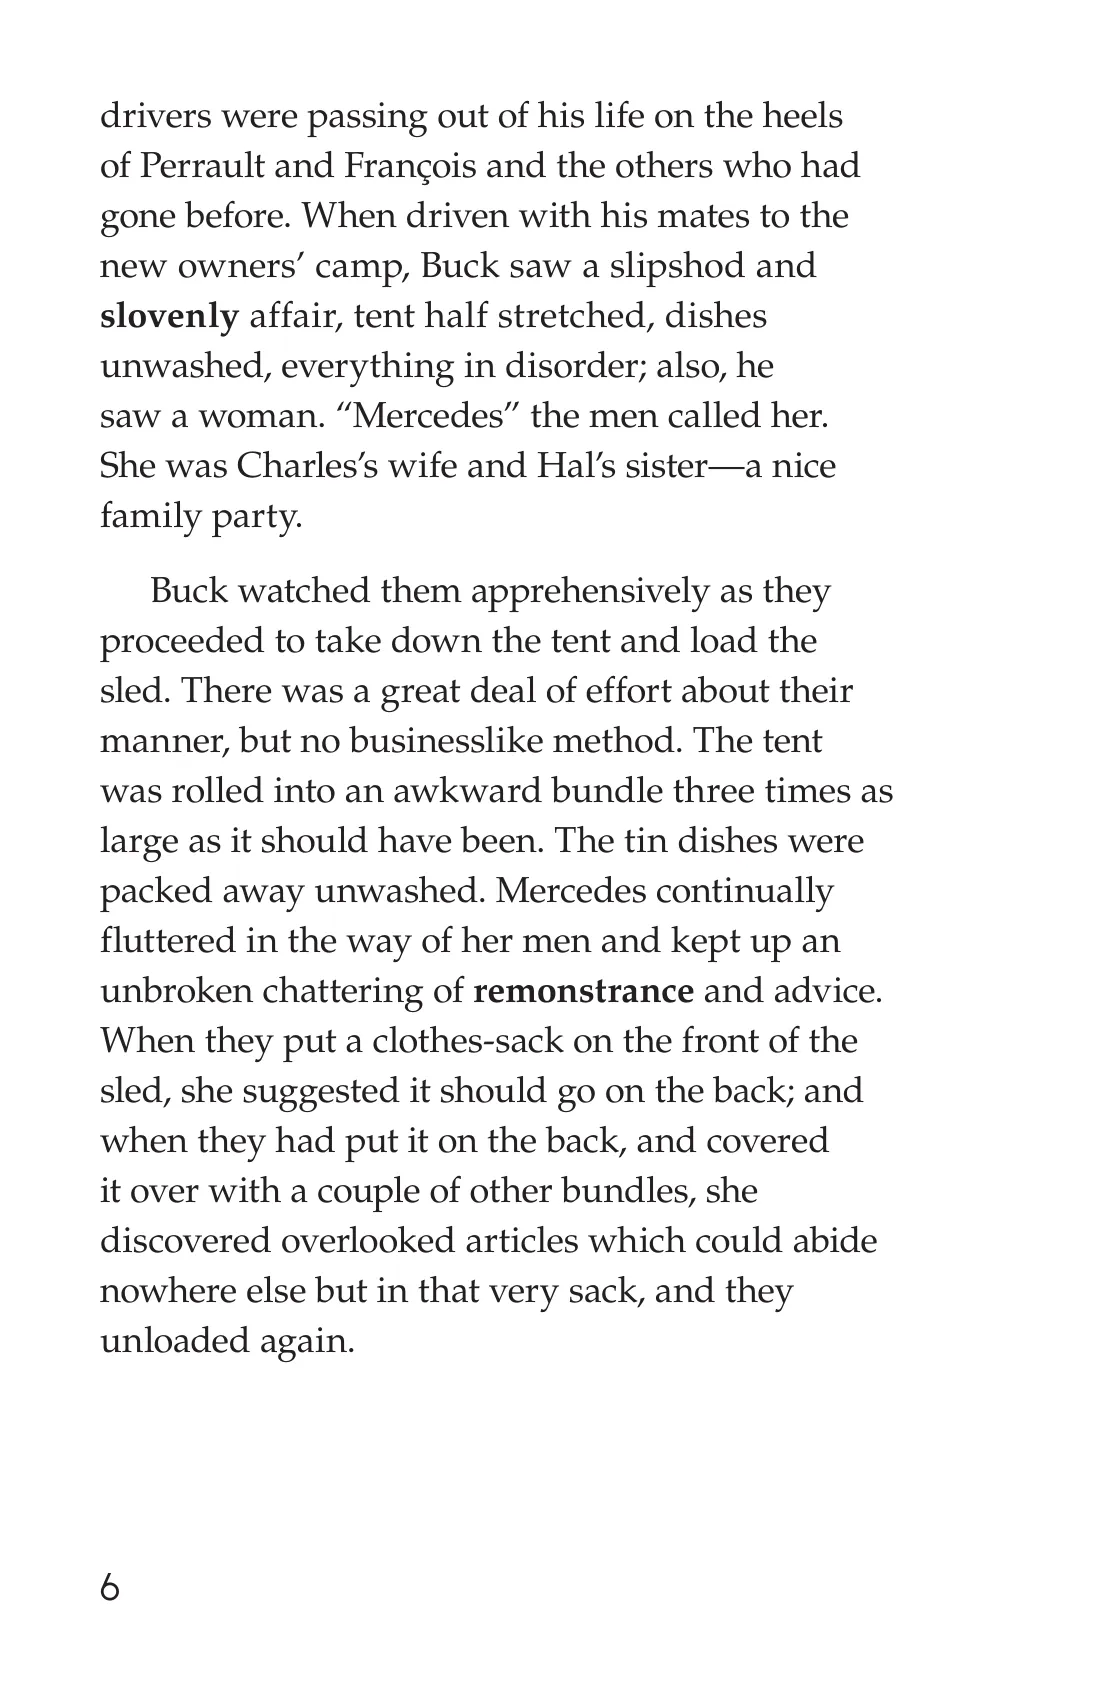 drivers were passing out of his life on the heels
of Perrault and François and the others who had
gone before. When driven with his mates to the
new owners’ camp, Buck saw a slipshod and
slovenly affair, tent half stretched, dishes
unwashed, everything in disorder; also, he
saw a woman. “Mercedes” the men called her.
She was Charles’s wife and Hal’s sister—a nice
family party.
Buck watched them apprehensively as they
proceeded to take down the tent and load the
sled. There was a great deal of effort about their
manner, but no businesslike method. The tent
was rolled into an awkward bundle three times as
large as it should have been. The tin dishes were
packed away unwashed. Mercedes continually
fluttered in the way of her men and kept up an
unbroken chattering of remonstrance and advice.
When they put a clothes-sack on the front of the
sled, she suggested it should go on the back; and
when they had put it on the back, and covered
it over with a couple of other bundles, she
discovered overlooked articles which could abide
nowhere else but in that very sack, and they
unloaded again.
6